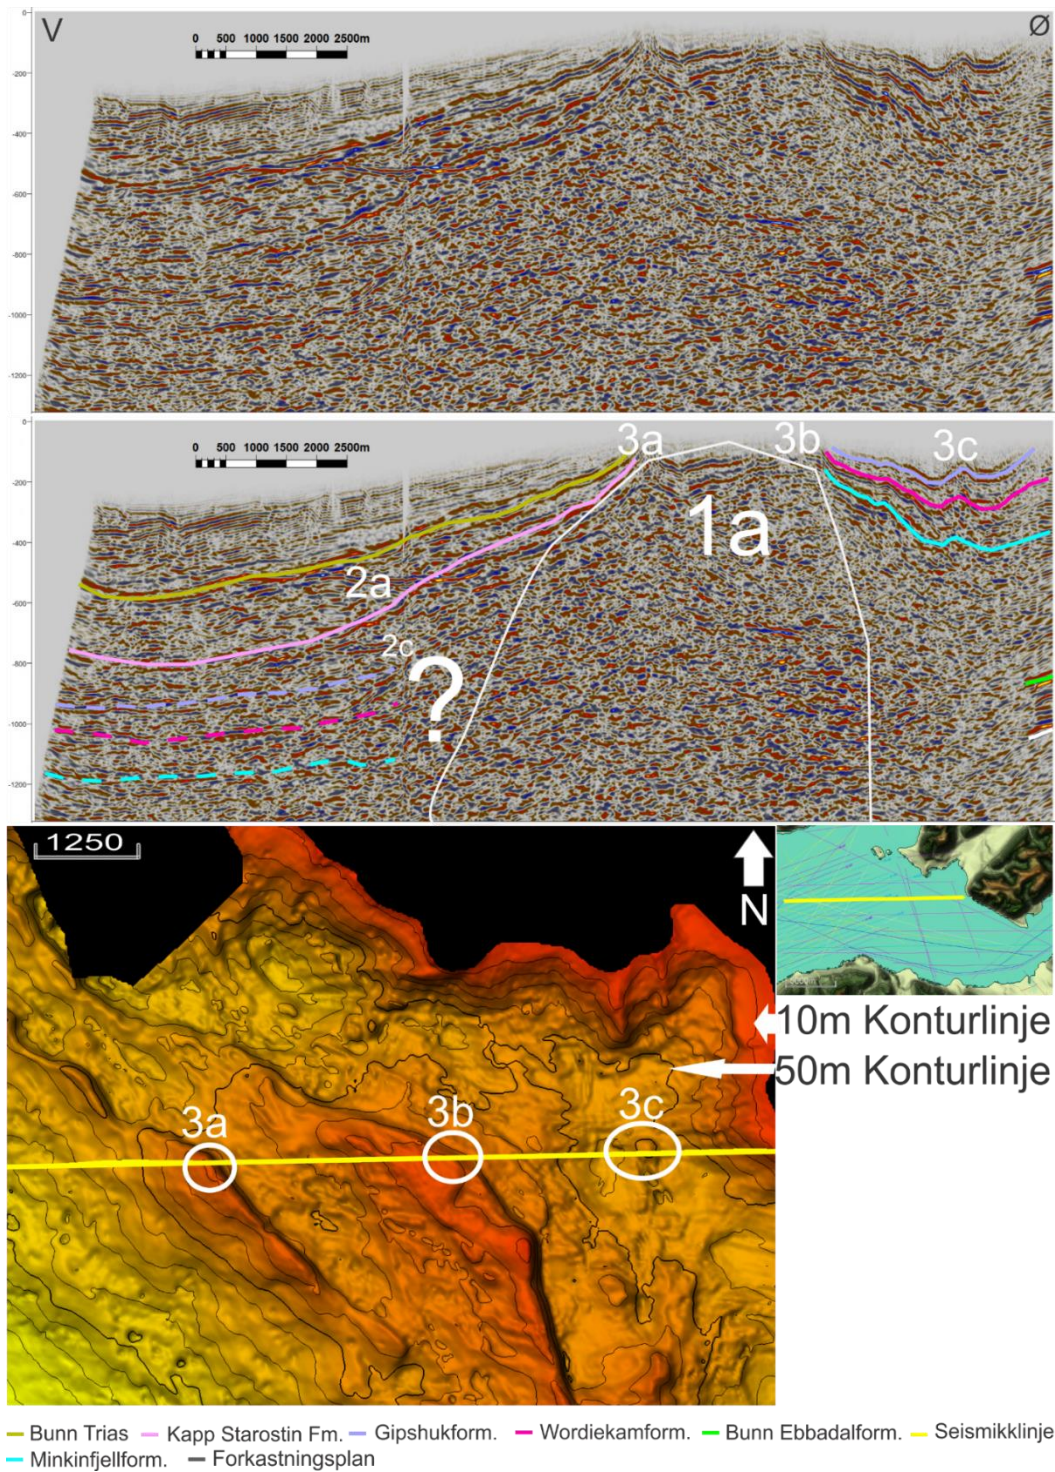 V
Ø
0 500 1000 1500 2000 2500m
0
-200
-400
-600
-800
-1000
-1200
0 500 1000 1500 2000 2500m
3a
3b
3c
1a
2a
2c
?
0
-200
-400
-600
-800
-1000
-1200
1250
N
3a
3b
3c
10m Konturlinje
50m Konturlinje
Bunn Trias Kapp Starostin Fm. Gipshukform. Wordiekamform. Bunn Ebbadalform. Seismikklinje
Minkinfjellform. Forkastningsplan